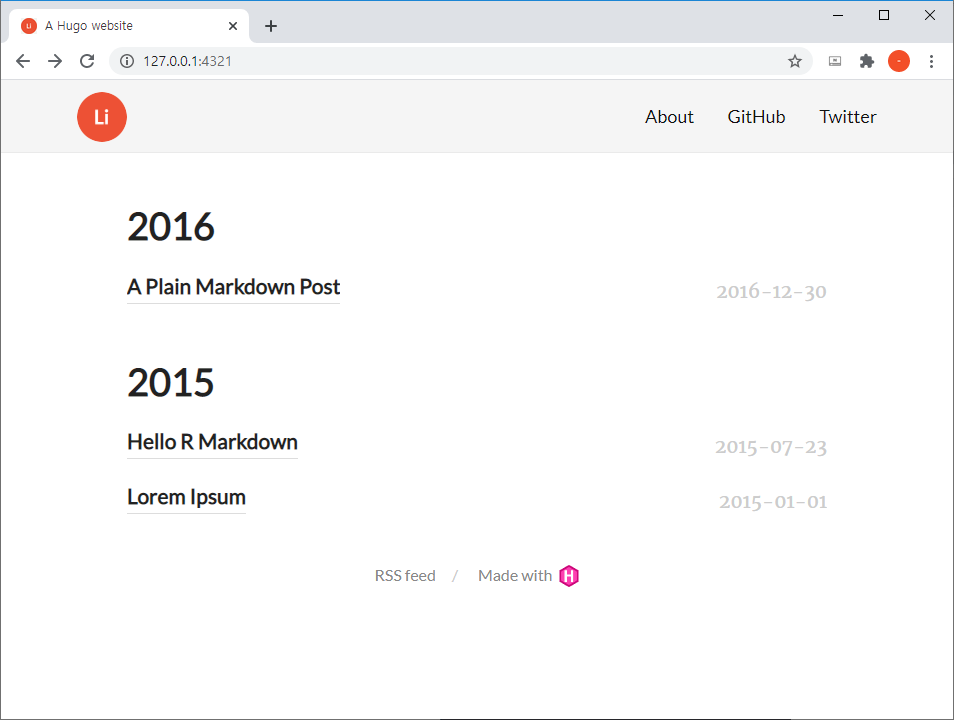 Li A Hugo website
127.0.0.1:4321
Li About GitHub Twitter
2016
A Plain Markdown Post 2016-12-30
2015
Hello R Markdown 2015-07-23
Lorem Ipsum 2015-01-01
RSS feed / Made with H